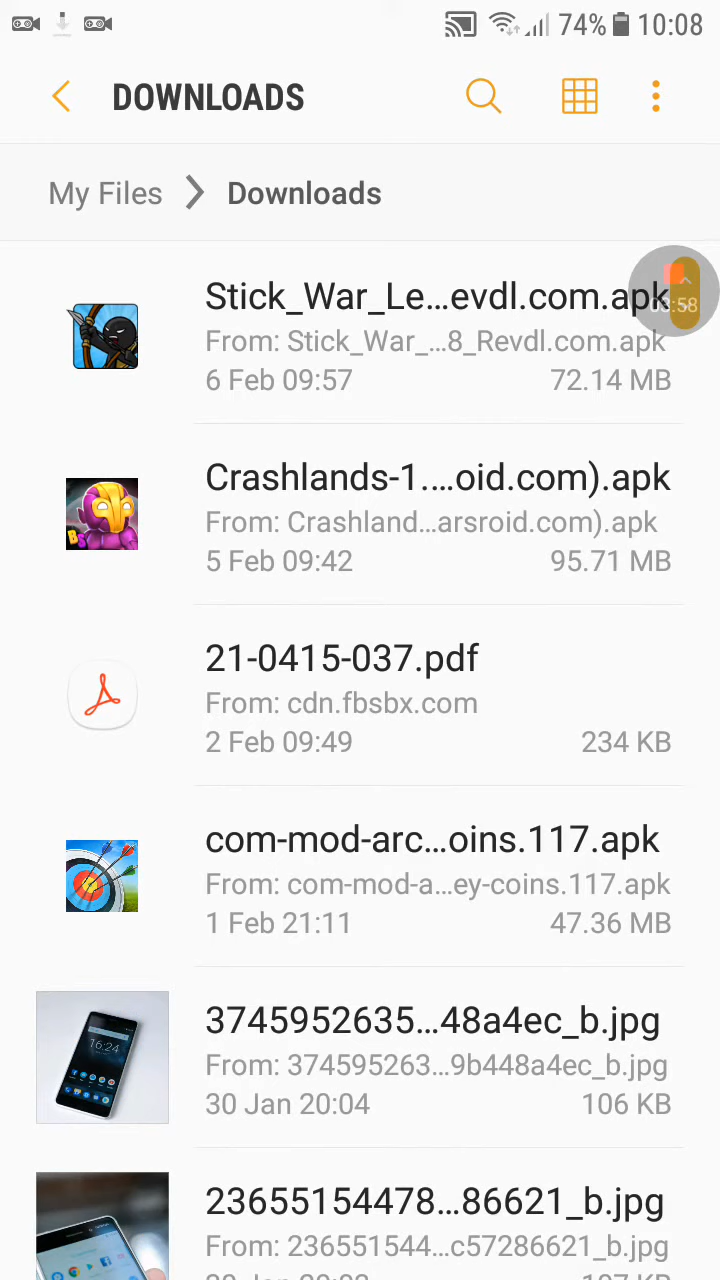 74% 10:08
DOWNLOADS
My Files Downloads
Stick_War_Le...evdl.com.apk
03:58
From: Stick_War_...8_Revdl.com.apk
6 Feb 09:57 72.14 MB
Crashlands-1....oid.com).apk
From: Crashland...arsroid.com).apk
5 Feb 09:42 95.71 MB
21-0415-037.pdf
From: cdn.fbsbx.com
2 Feb 09:49 234 KB
com-mod-arc...oins.117.apk
From: com-mod-a...ey-coins.117.apk
1 Feb 21:11 47.36 MB
16:24
3745952635...48a4ec_b.jpg
From: 374595263...9b448a4ec_b.jpg
30 Jan 20:04 106 KB
23655154478...86621_b.jpg
From: 236551544...c57286621_b.jpg